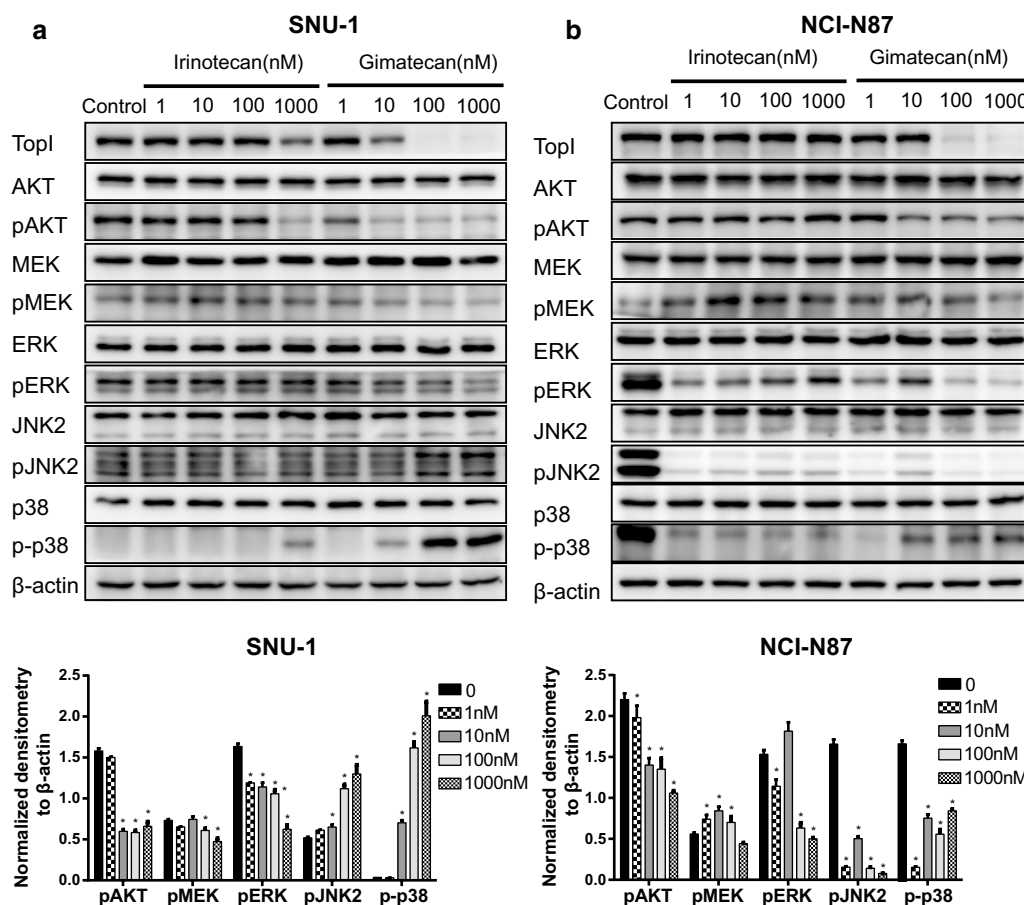 a
SNU-1
Irinotecan(nM) Gimatecan(nM)
Control 1 10 100 1000 1 10 100 1000
TopI
AKT
pAKT
MEK
pMEK
ERK
pERK
JNK2
pJNK2
p38
p-p38
β-actin
b
NCI-N87
Irinotecan(nM) Gimatecan(nM)
Control 1 10 100 1000 1 10 100 1000
TopI
AKT
pAKT
MEK
pMEK
ERK
pERK
JNK2
pJNK2
p38
p-p38
β-actin
SNU-1
Normalized densitometry
to β-actin
2.5
2.0
1.5
1.0
0.5
0.0
pAKT pMEK pERK pJNK2 p-p38
0
1nM
10nM
100nM
1000nM
NCI-N87
Normalized densitometry
to β-actin
2.5
2.0
1.5
1.0
0.5
0.0
pAKT pMEK pERK pJNK2 p-p38
0
1nM
10nM
100nM
1000nM